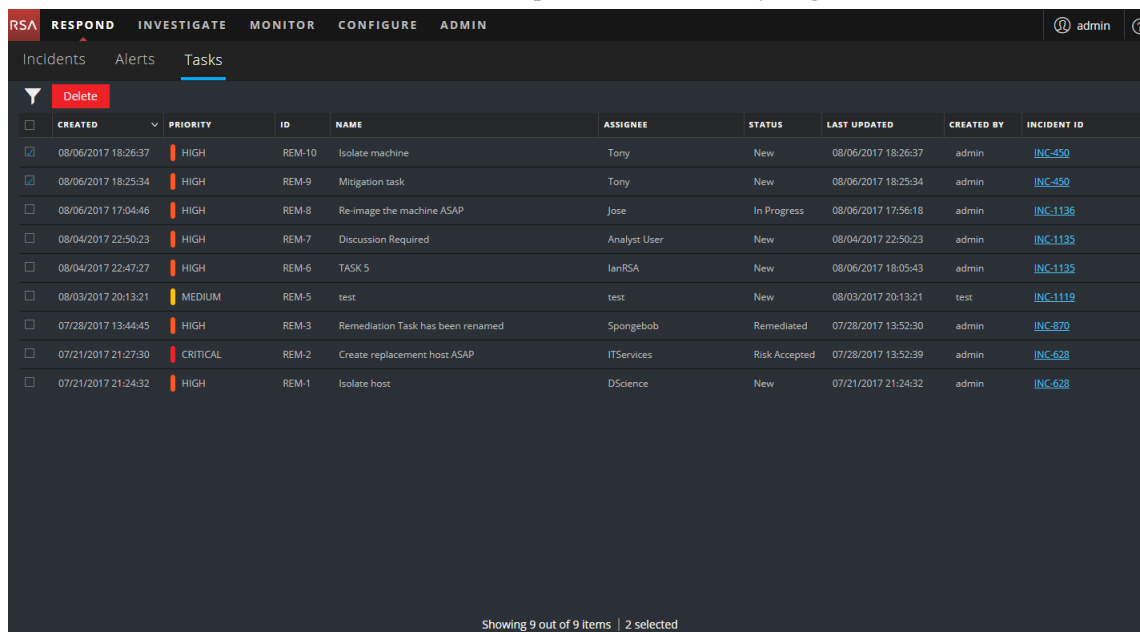 RSA RESPOND INVESTIGATE MONITOR CONFIGURE ADMIN admin
Incidents Alerts Tasks
Delete
CREATED PRIORITY ID NAME ASSIGNEE STATUS LAST UPDATED CREATED BY INCIDENT ID
08/06/2017 18:26:37 HIGH REM-10 Isolate machine Tony New 08/06/2017 18:26:37 admin INC-450
08/06/2017 18:25:34 HIGH REM-9 Mitigation task Tony New 08/06/2017 18:25:34 admin INC-450
08/06/2017 17:04:46 HIGH REM-8 Re-image the machine ASAP Jose In Progress 08/06/2017 17:56:18 admin INC-1136
08/04/2017 22:50:23 HIGH REM-7 Discussion Required Analyst User New 08/04/2017 22:50:23 admin INC-1135
08/04/2017 22:47:27 HIGH REM-6 TASK 5 IanRSA New 08/06/2017 18:05:43 admin INC-1135
08/03/2017 20:13:21 MEDIUM REM-5 test test New 08/03/2017 20:13:21 test INC-1119
07/28/2017 13:44:45 HIGH REM-3 Remediation Task has been renamed Spongebob Remediated 07/28/2017 13:52:30 admin INC-870
07/21/2017 21:27:30 CRITICAL REM-2 Create replacement host ASAP ITServices Risk Accepted 07/28/2017 13:52:39 admin INC-628
07/21/2017 21:24:32 HIGH REM-1 Isolate host DScience New 07/21/2017 21:24:32 admin INC-628
Showing 9 out of 9 items | 2 selected